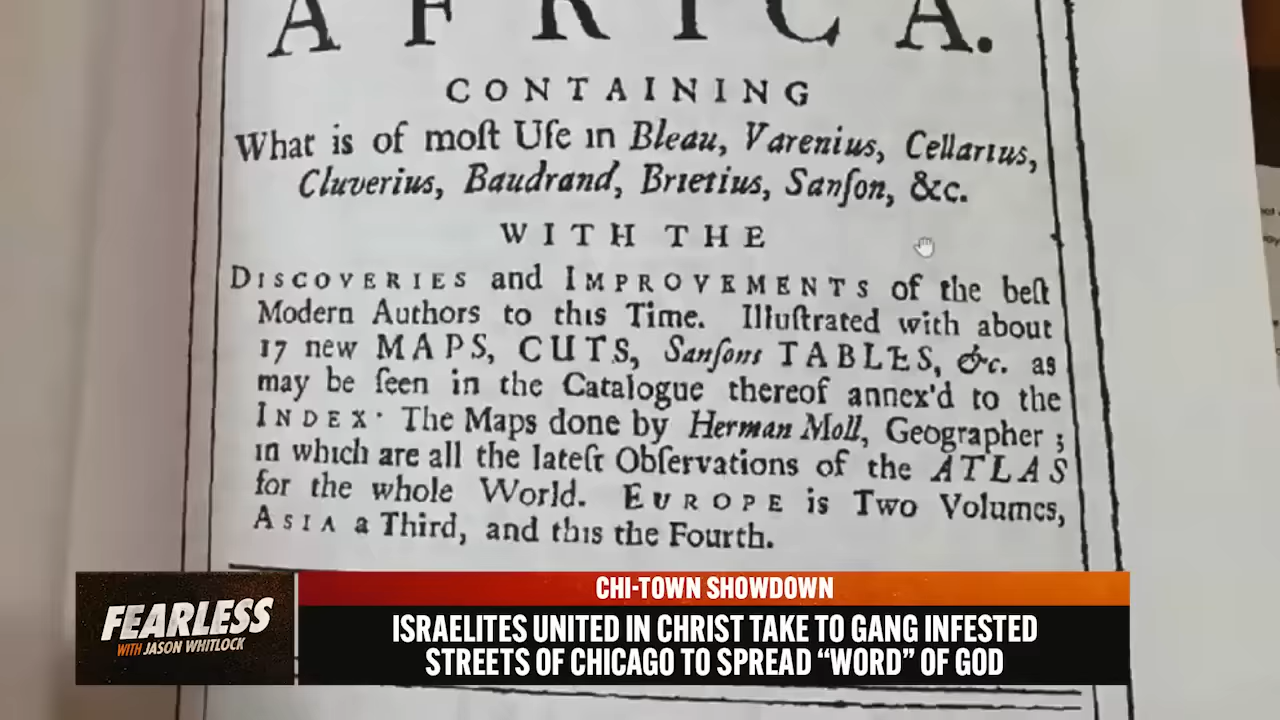 AFRICA.
CONTAINING
What is of moſt Uſe in Bleau, Varenius, Cellarius,
Cluverius, Baudrand, Brietius, Sanſon, &c.
WITH THE
DISCOVERIES and IMPROVEMENTS of the beſt
Modern Authors to this Time. Illuſtrated with about
17 new MAPS, CUTS, Sanſons TABLES, &c. as
may be ſeen in the Catalogue thereof annex'd to the
INDEX· The Maps done by Herman Moll, Geographer ;
in which are all the lateſt Obſervations of the ATLAS
for the whole World. EUROPE is Two Volumes,
ASIA a Third, and this the Fourth.
CHI-TOWN SHOWDOWN
FEARLESS
WITH JASON WHITLOCK
ISRAELITES UNITED IN CHRIST TAKE TO GANG INFESTED
STREETS OF CHICAGO TO SPREAD “WORD” OF GOD